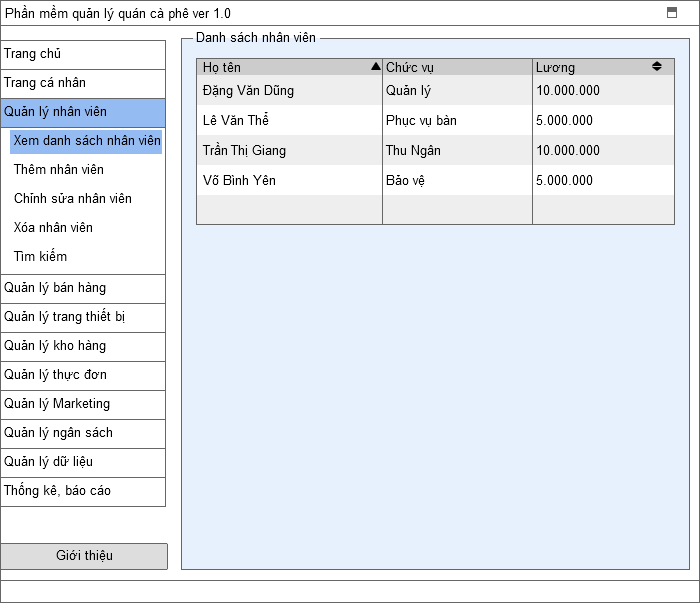 Phần mềm quản lý quán cà phê ver 1.0
Trang chủ
Trang cá nhân
Quản lý nhân viên
Xem danh sách nhân viên
Thêm nhân viên
Chỉnh sửa nhân viên
Xóa nhân viên
Tìm kiếm
Quản lý bán hàng
Quản lý trang thiết bị
Quản lý kho hàng
Quản lý thực đơn
Quản lý Marketing
Quản lý ngân sách
Quản lý dữ liệu
Thống kê, báo cáo
Giới thiệu
Danh sách nhân viên
Họ tên Chức vụ Lương
Đặng Văn Dũng Quản lý 10.000.000
Lê Văn Thể Phục vụ bàn 5.000.000
Trần Thị Giang Thu Ngân 10.000.000
Võ Bình Yên Bảo vệ 5.000.000